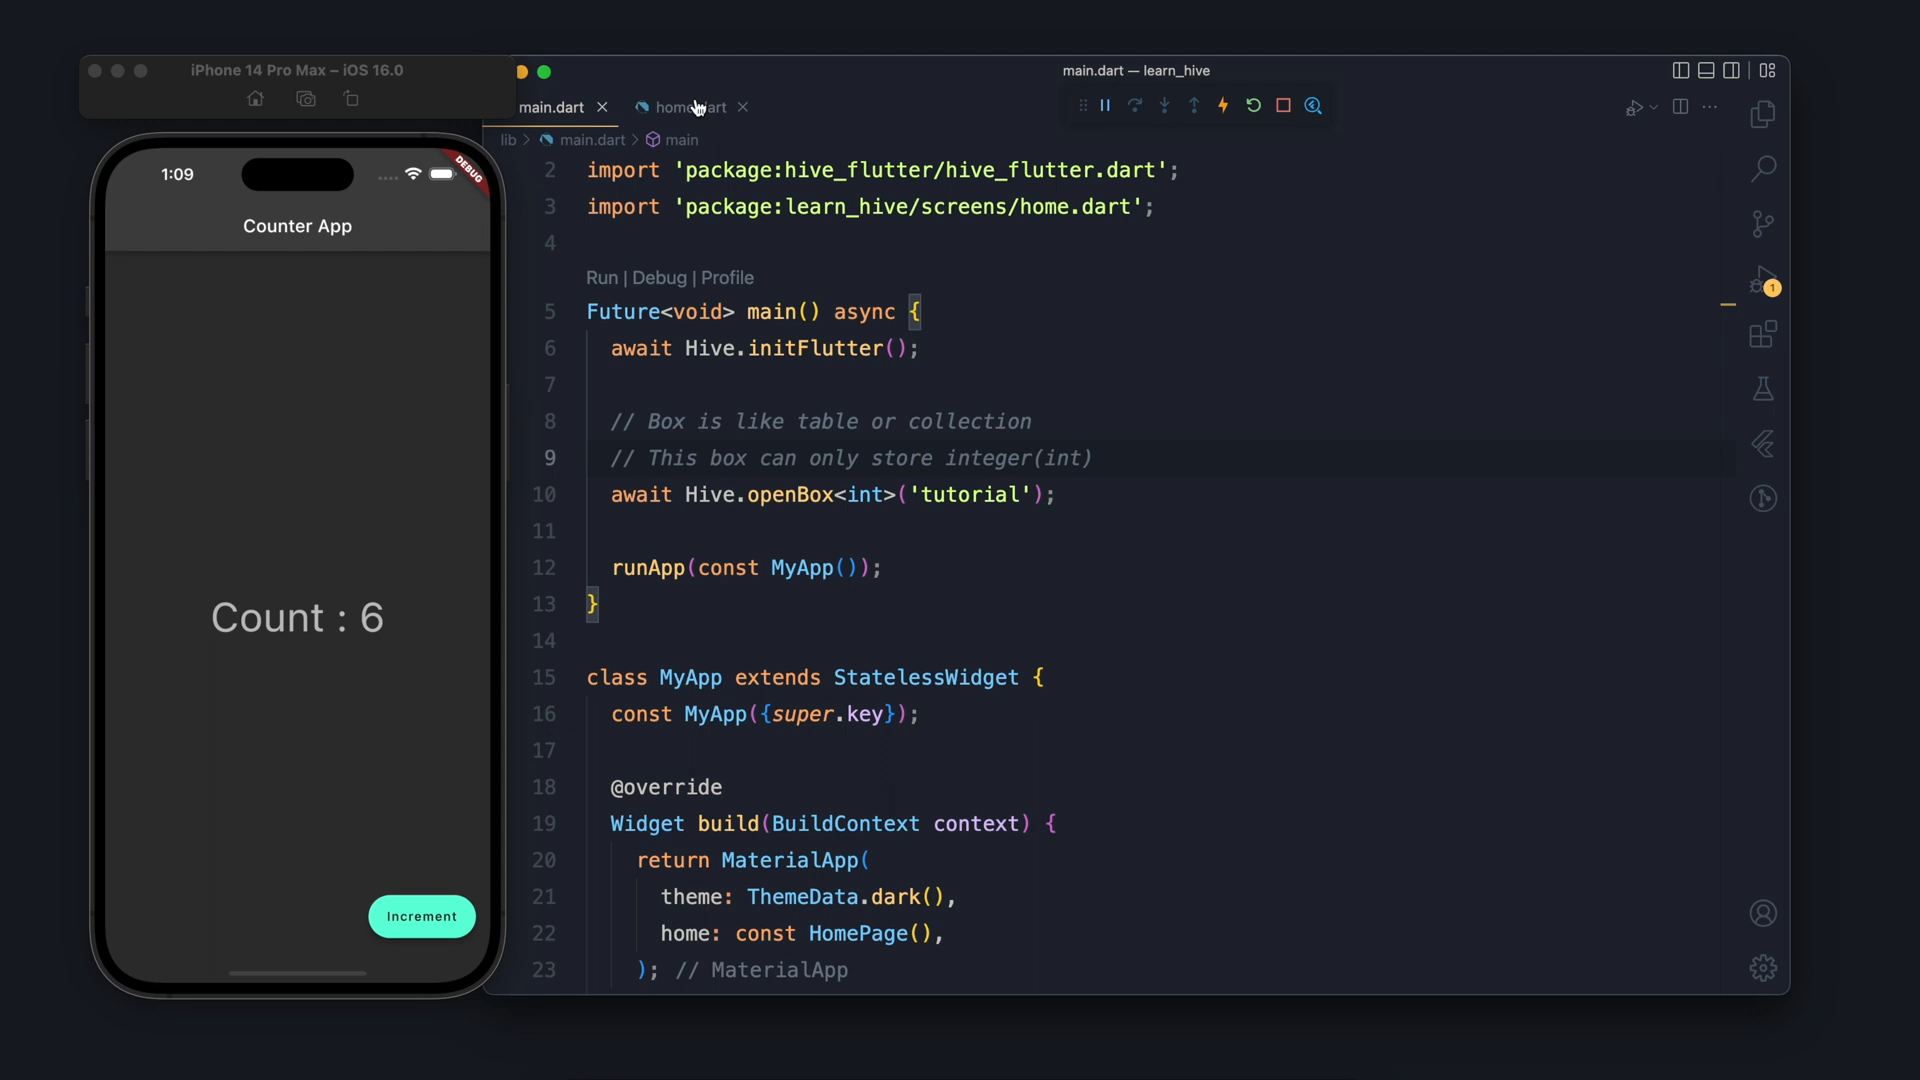 iPhone 14 Pro Max – iOS 16.0
1:09
DEBUG
Counter App
Count : 6
Increment
main.dart — learn_hive
main.dart
lib > main.dart > main
2 import 'package:hive_flutter/hive_flutter.dart';
3 import 'package:learn_hive/screens/home.dart';
4
Run | Debug | Profile
5 Future<void> main() async {
6 await Hive.initFlutter();
7
8 // Box is like table or collection
9 // This box can only store integer(int)
10 await Hive.openBox<int>('tutorial');
11
12 runApp(const MyApp());
13 }
14
15 class MyApp extends StatelessWidget {
16 const MyApp({super.key});
17
18 @override
19 Widget build(BuildContext context) {
20 return MaterialApp(
21 theme: ThemeData.dark(),
22 home: const HomePage(),
23 ); // MaterialApp
1